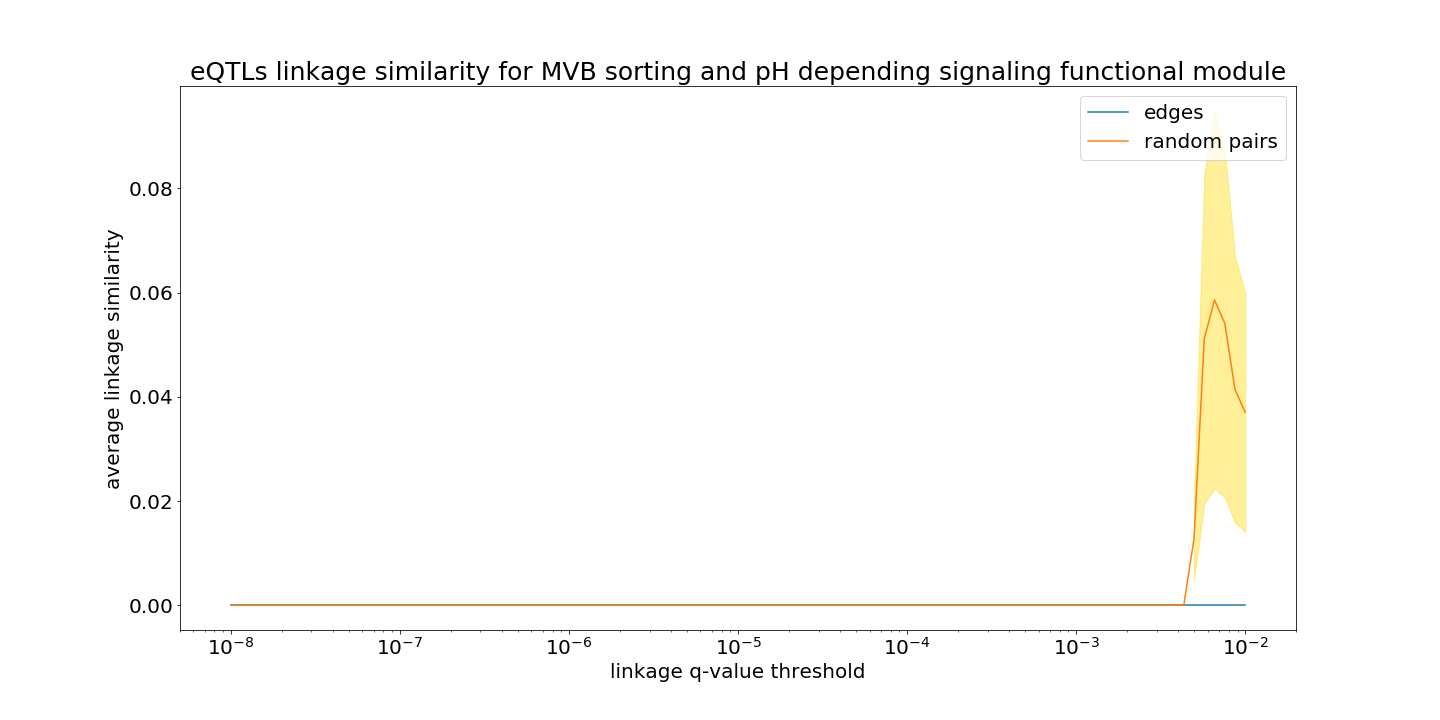 eQTLs linkage similarity for MVB sorting and pH depending signaling functional module
edges
random pairs
average linkage similarity
0.08
0.06
0.04
0.02
0.00
10⁻⁸ 10⁻⁷ 10⁻⁶ 10⁻⁵ 10⁻⁴ 10⁻³ 10⁻²
linkage q-value threshold